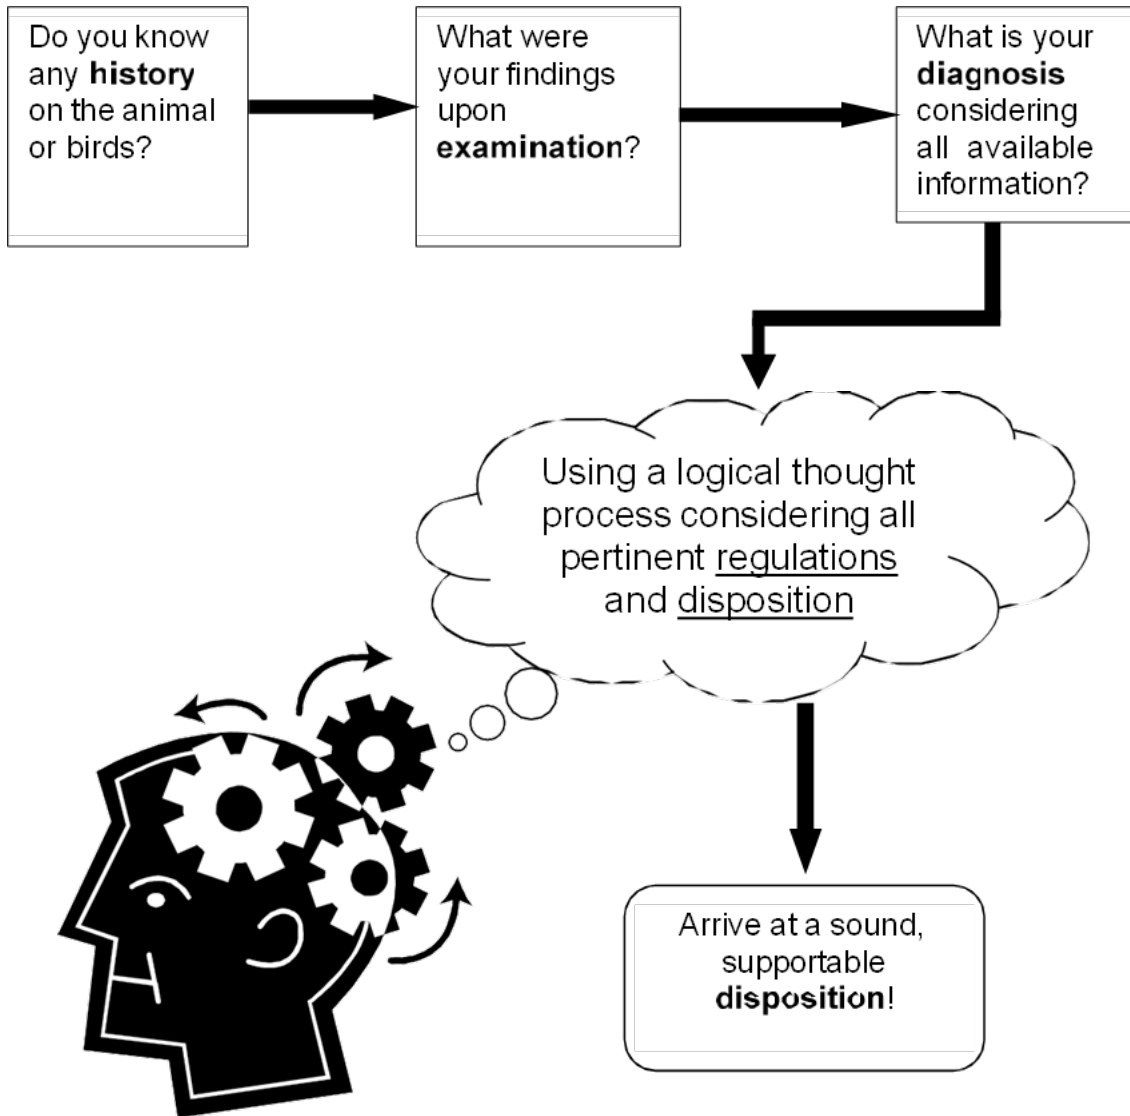 Do you know
any history
on the animal
or birds?
What were
your findings
upon
examination?
What is your
diagnosis
considering
all available
information?
Using a logical thought
process considering all
pertinent regulations
and disposition
Arrive at a sound,
supportable
disposition!